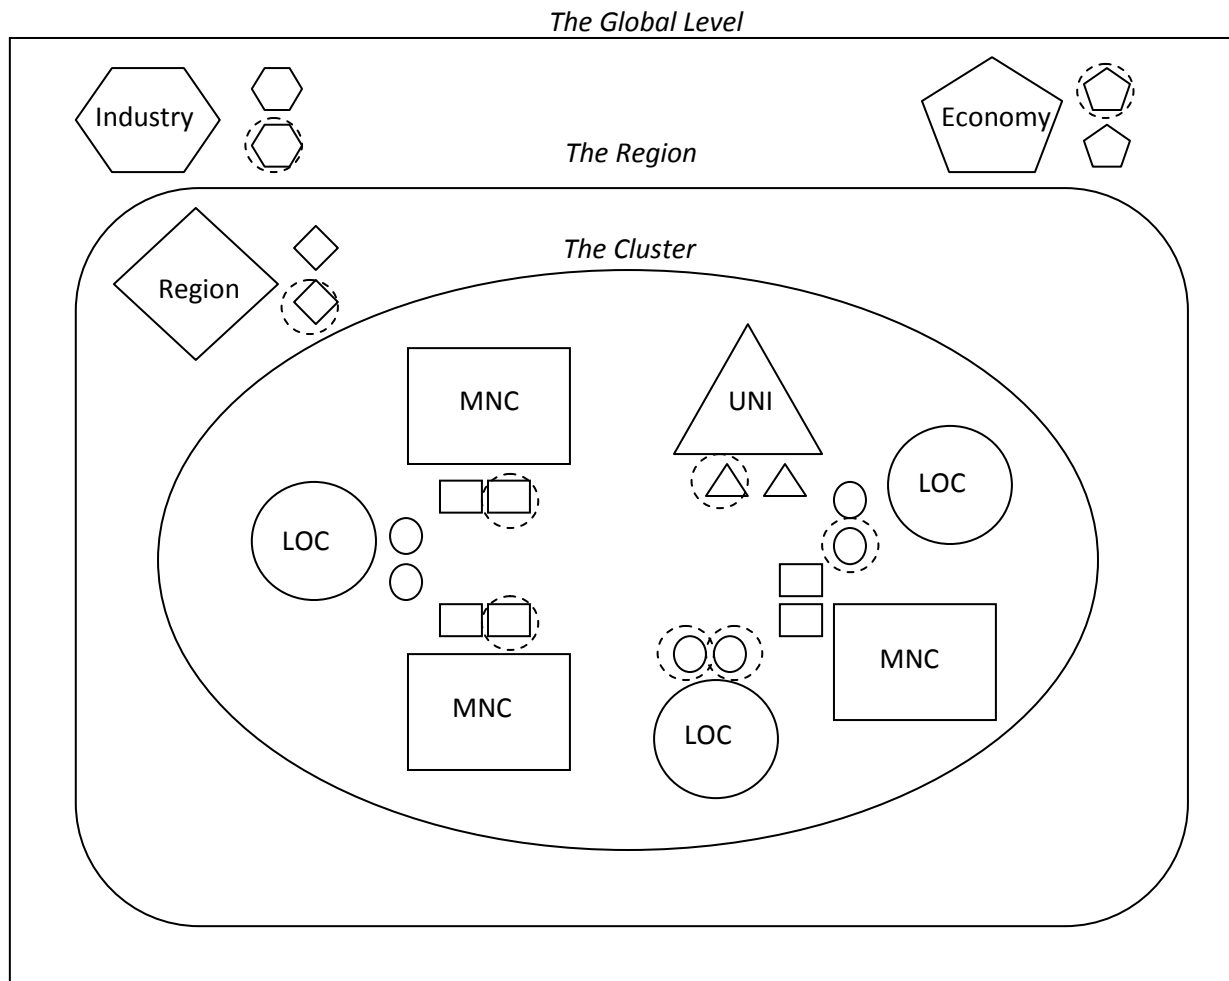 The Global Level
Industry
Economy
The Region
Region
The Cluster
MNC
UNI
LOC
LOC
MNC
MNC
LOC